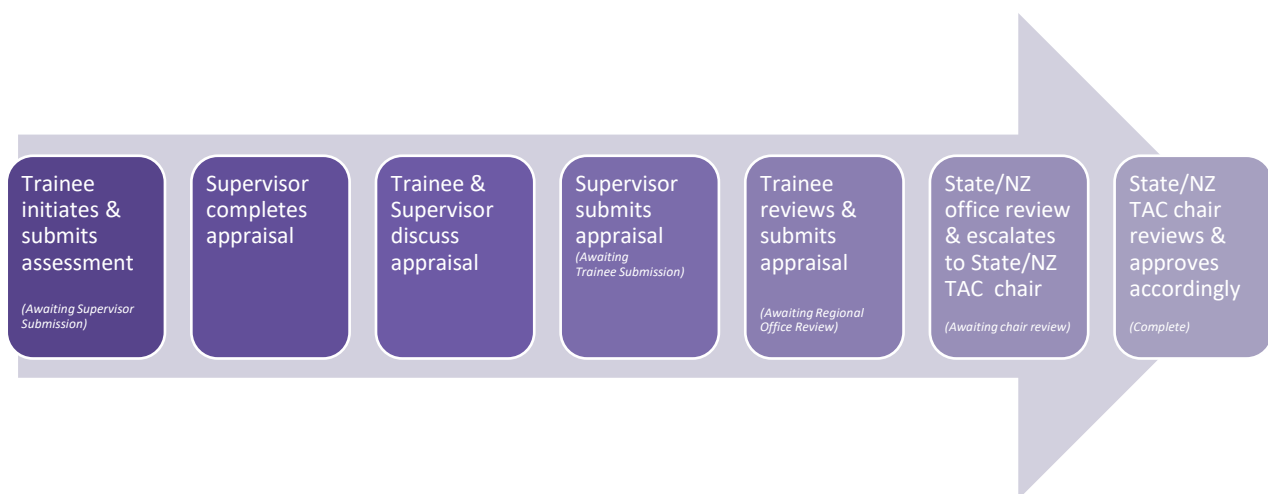 Trainee
initiates &
submits
assessment
(Awaiting Supervisor
Submission)
Supervisor
completes
appraisal
Trainee &
Supervisor
discuss
appraisal
Supervisor
submits
appraisal
(Awaiting
Trainee Submission)
Trainee
reviews &
submits
appraisal
(Awaiting Regional
Office Review)
State/NZ
office review
& escalates
to State/NZ
TAC chair
(Awaiting chair review)
State/NZ
TAC chair
reviews &
approves
accordingly
(Complete)